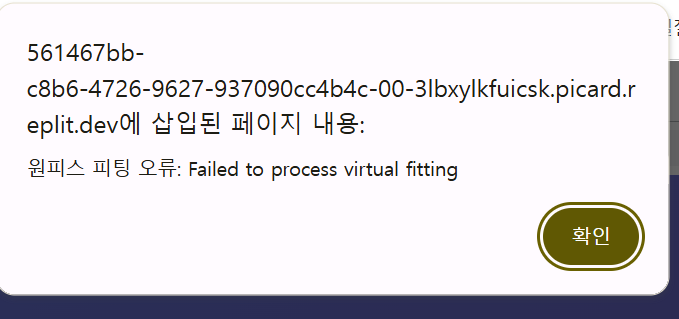 561467bb-
c8b6-4726-9627-937090cc4b4c-00-3lbxylkfuicsk.picard.r
eplit.dev에 삽입된 페이지 내용:
원피스 피팅 오류: Failed to process virtual fitting
확인